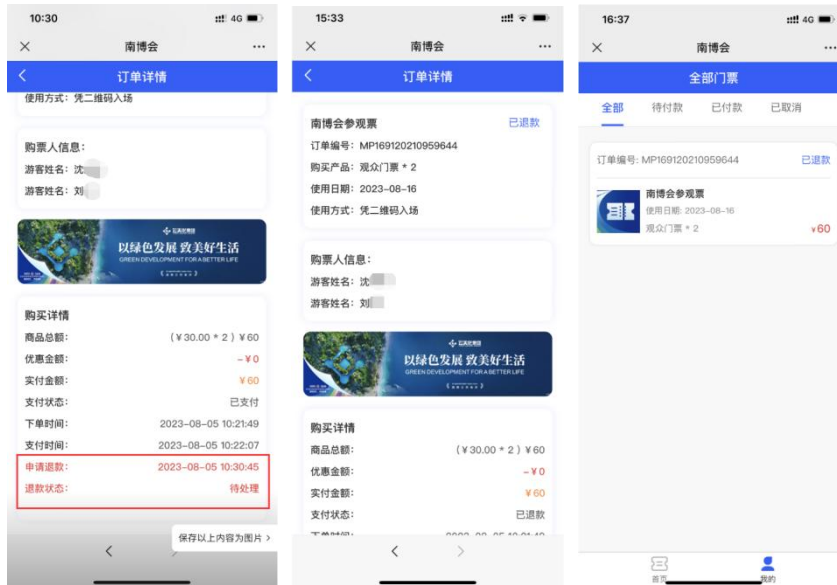 10:30
4G
南博会
订单详情
使用方式：凭二维码入场
购票人信息：
游客姓名：沈
游客姓名：刘
以绿色发展 致美好生活
GREEN DEVELOPMENT FOR A BETTER LIFE
购买详情
商品总额：
(¥30.00 * 2) ¥60
优惠金额：
-¥0
实付金额：
¥60
支付状态：
已支付
下单时间：
2023-08-05 10:21:49
支付时间：
2023-08-05 10:22:07
申请退款：
2023-08-05 10:30:45
退款状态：
待处理
保存以上内容为图片 >
15:33
南博会
订单详情
南博会参观票
已退款
订单编号：MP169120210959644
购买产品：观众门票 * 2
使用日期：2023-08-16
使用方式：凭二维码入场
购票人信息：
游客姓名：沈
游客姓名：刘
以绿色发展 致美好生活
GREEN DEVELOPMENT FOR A BETTER LIFE
购买详情
商品总额：
(¥30.00 * 2) ¥60
优惠金额：
-¥0
实付金额：
¥60
支付状态：
已退款
16:37
4G
南博会
全部门票
全部
待付款
已付款
已取消
订单编号: MP169120210959644
已退款
南博会参观票
使用日期: 2023-08-16
观众门票 * 2
¥60
首页
我的